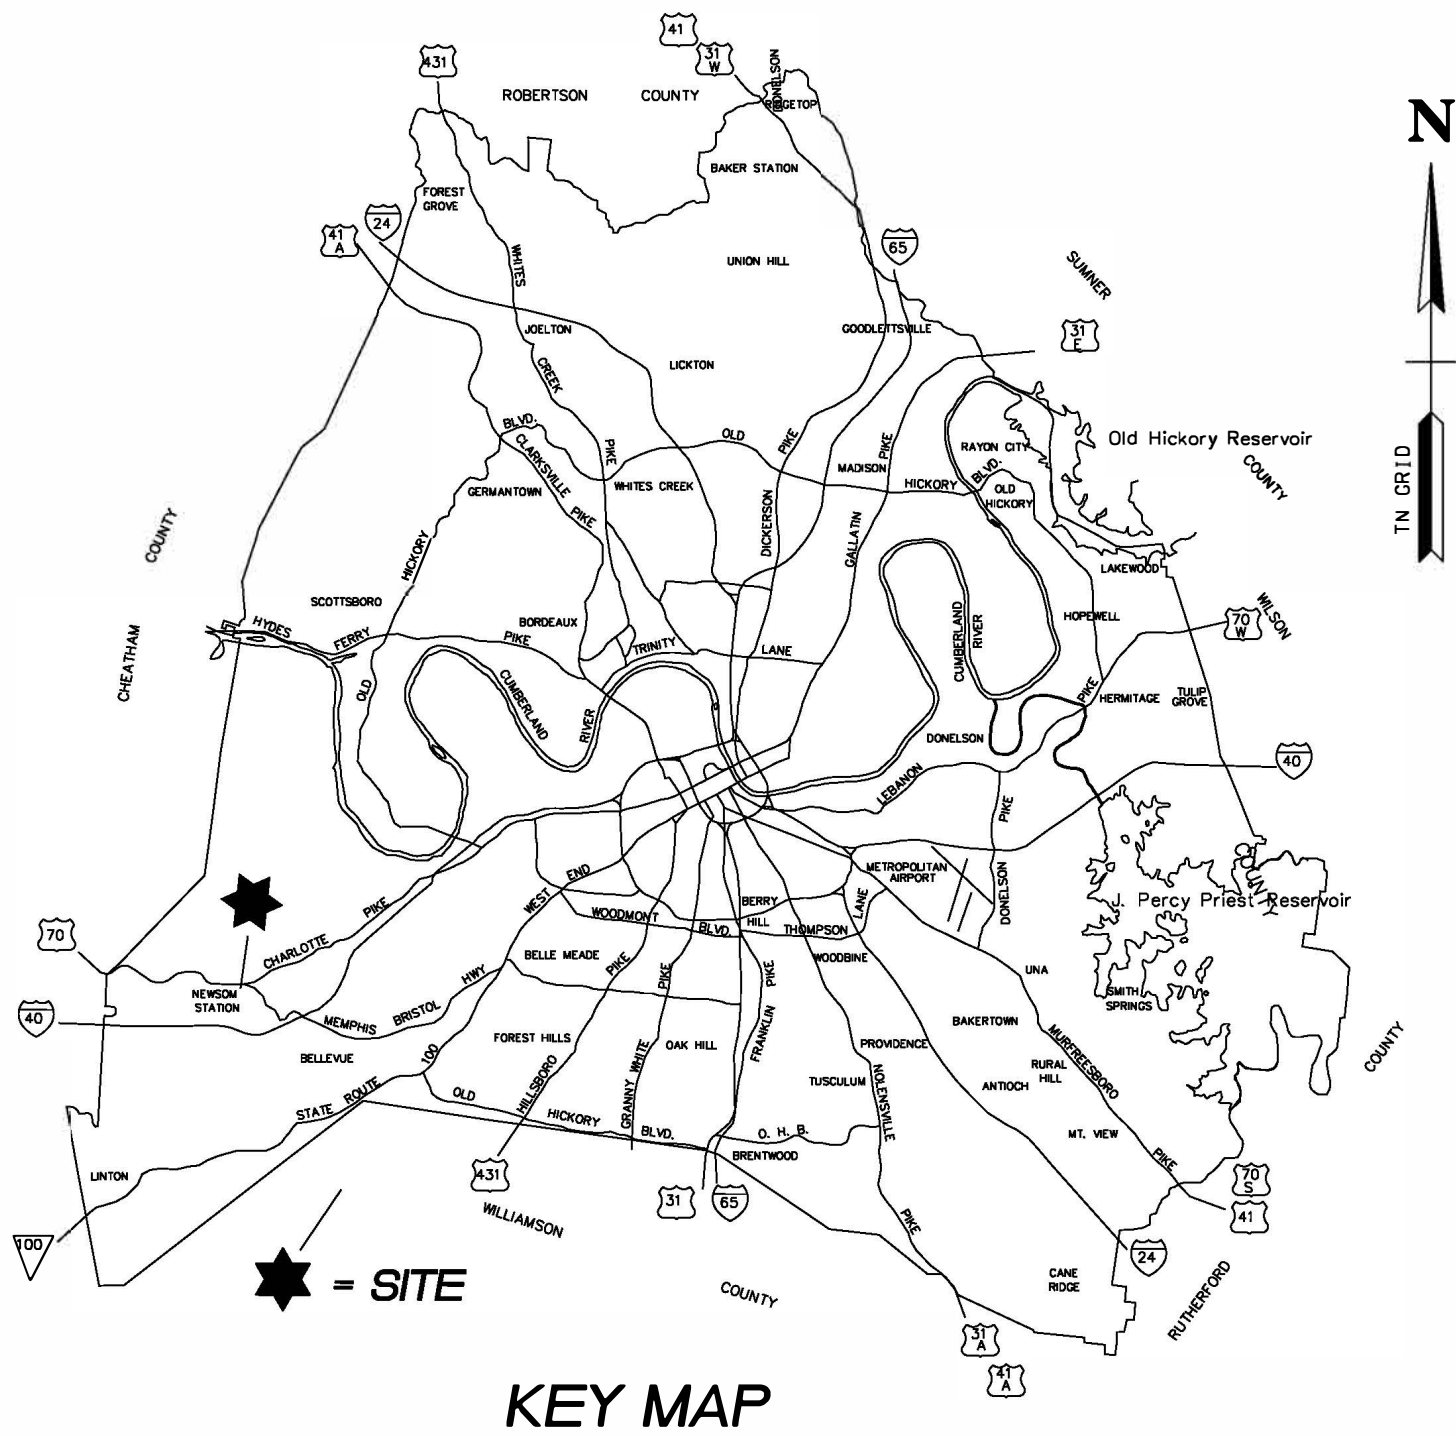 41
31
W
431
DONELSON
ROBERTSON COUNTY
RIDGETOP
N
BAKER STATION
FOREST
GROVE
24
41
A
65
WHITES
UNION HILL
SUMNER
JOELTON
GOODLETTSVILLE
31
E
LICKTON
CREEK
BLVD.
OLD
PIKE
PIKE
PIKE
RAYON CITY
Old Hickory Reservoir
COUNTY
TN GRID
CLARKSVILLE
MADISON
BLVD.
GERMANTOWN
WHITES CREEK
HICKORY
OLD
HICKORY
PIKE
DICKERSON
GALLATIN
COUNTY
HICKORY
LAKEWOOD
SCOTTSBORO
HYDES
FERRY
PIKE
BORDEAUX
TRINITY
LANE
CUMBERLAND
RIVER
HOPEWELL
70
W
WILSON
CHEATHAM
OLD
CUMBERLAND
RIVER
PIKE
HERMITAGE
TULIP
GROVE
DONELSON
40
LEBANON
PIKE
METROPOLITAN
AIRPORT
WEST END
DONELSON
BERRY
HILL
LANE
J. Percy Priest Reservoir
PIKE
WOODMONT
BLVD.
THOMPSON
70
CHARLOTTE
BELLE MEADE
PIKE
PIKE
PIKE
WOODBINE
UNA
HWY
NEWSOM
STATION
SMITH
SPRINGS
40
MEMPHIS
BRISTOL
BAKERTOWN
FRANKLIN
MURFREESBORO
COUNTY
BELLEVUE
100
FOREST HILLS
OAK HILL
PROVIDENCE
RURAL
HILL
GRANNY WHITE
TUSCULUM
ANTIOCH
HILLSBORO
NOLENSVILLE
STATE ROUTE
OLD
HICKORY
BLVD.
O. H. B.
MT. VIEW
BRENTWOOD
PIKE
LINTON
431
31
65
70
S
41
WILLIAMSON
PIKE
100
24
= SITE
CANE
RIDGE
COUNTY
RUTHERFORD
31
A
41
A
KEY MAP